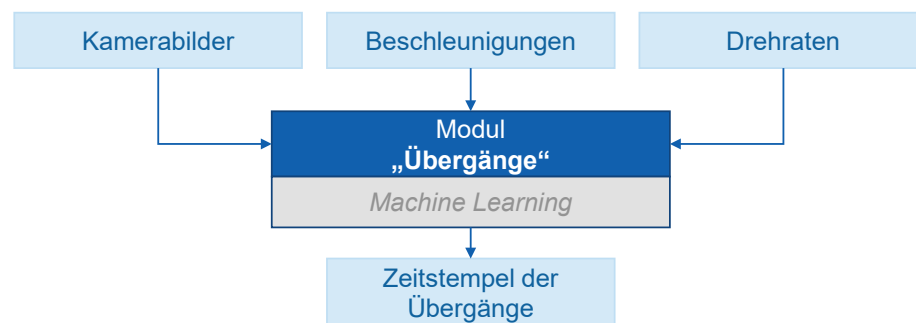 Kamerabilder
Beschleunigungen
Drehraten
Modul
„Übergänge“
Machine Learning
Zeitstempel der
Übergänge